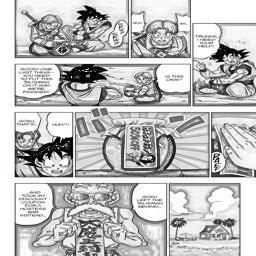 TRUNKS,
I NEED
YOUR
HELP.
IS THIS
OKAY?
GOOD! ONE
LAST THING!
YOU NEED
TO PUT THIS
TALISMAN
ON IT AND
WE'RE
FINISHED!
HUH?!
GOKU,
THAT'S...
GOKU
LEFT THE
TALISMAN
BEHIND...
...AND
TOOK MY
DISCOUNT
COUPON
FOR A
HOSTESS
BAR
INSTEAD...